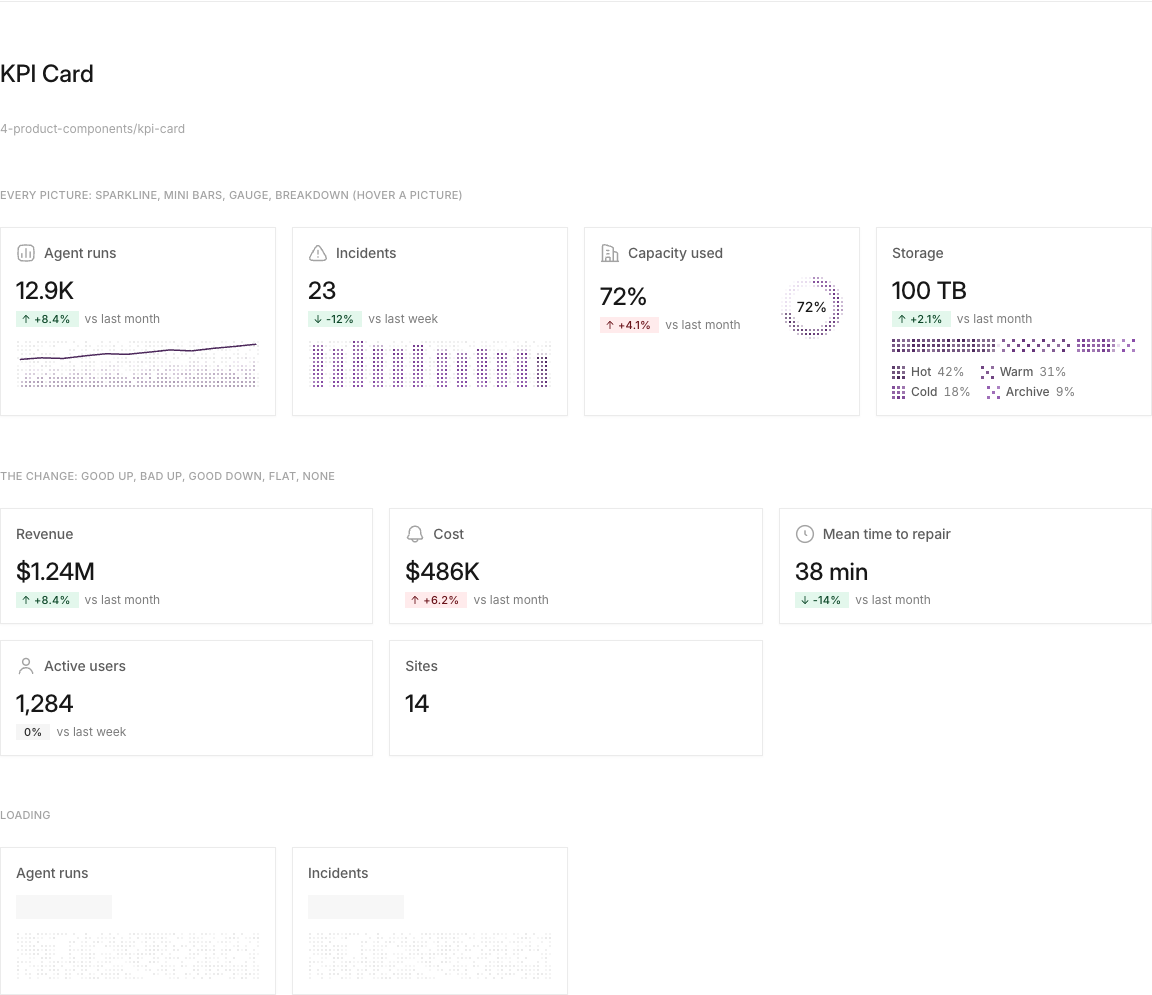 KPI Card
4-product-components/kpi-card
EVERY PICTURE: SPARKLINE, MINI BARS, GAUGE, BREAKDOWN (HOVER A PICTURE)
Agent runs
12.9K
↑ +8.4% vs last month
Incidents
23
↓ -12% vs last week
Capacity used
72%
↑ +4.1% vs last month
72%
Storage
100 TB
↑ +2.1% vs last month
Hot 42% Warm 31%
Cold 18% Archive 9%
THE CHANGE: GOOD UP, BAD UP, GOOD DOWN, FLAT, NONE
Revenue
$1.24M
↑ +8.4% vs last month
Cost
$486K
↑ +6.2% vs last month
Mean time to repair
38 min
↓ -14% vs last month
Active users
1,284
0% vs last week
Sites
14
LOADING
Agent runs
Incidents